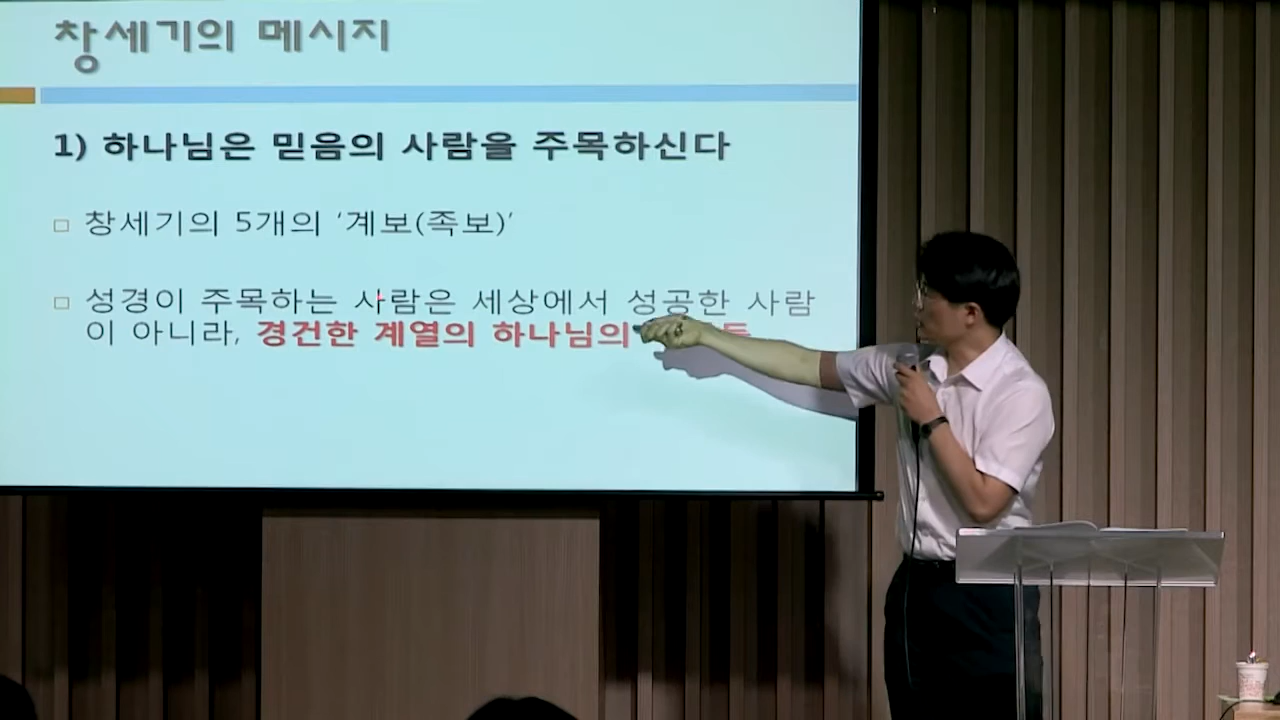 창세기의 메시지
1) 하나님은 믿음의 사람을 주목하신다
창세기의 5개의 ‘계보(족보)’
성경이 주목하는 사람은 세상에서 성공한 사람
이 아니라, 경건한 계열의 하나님의